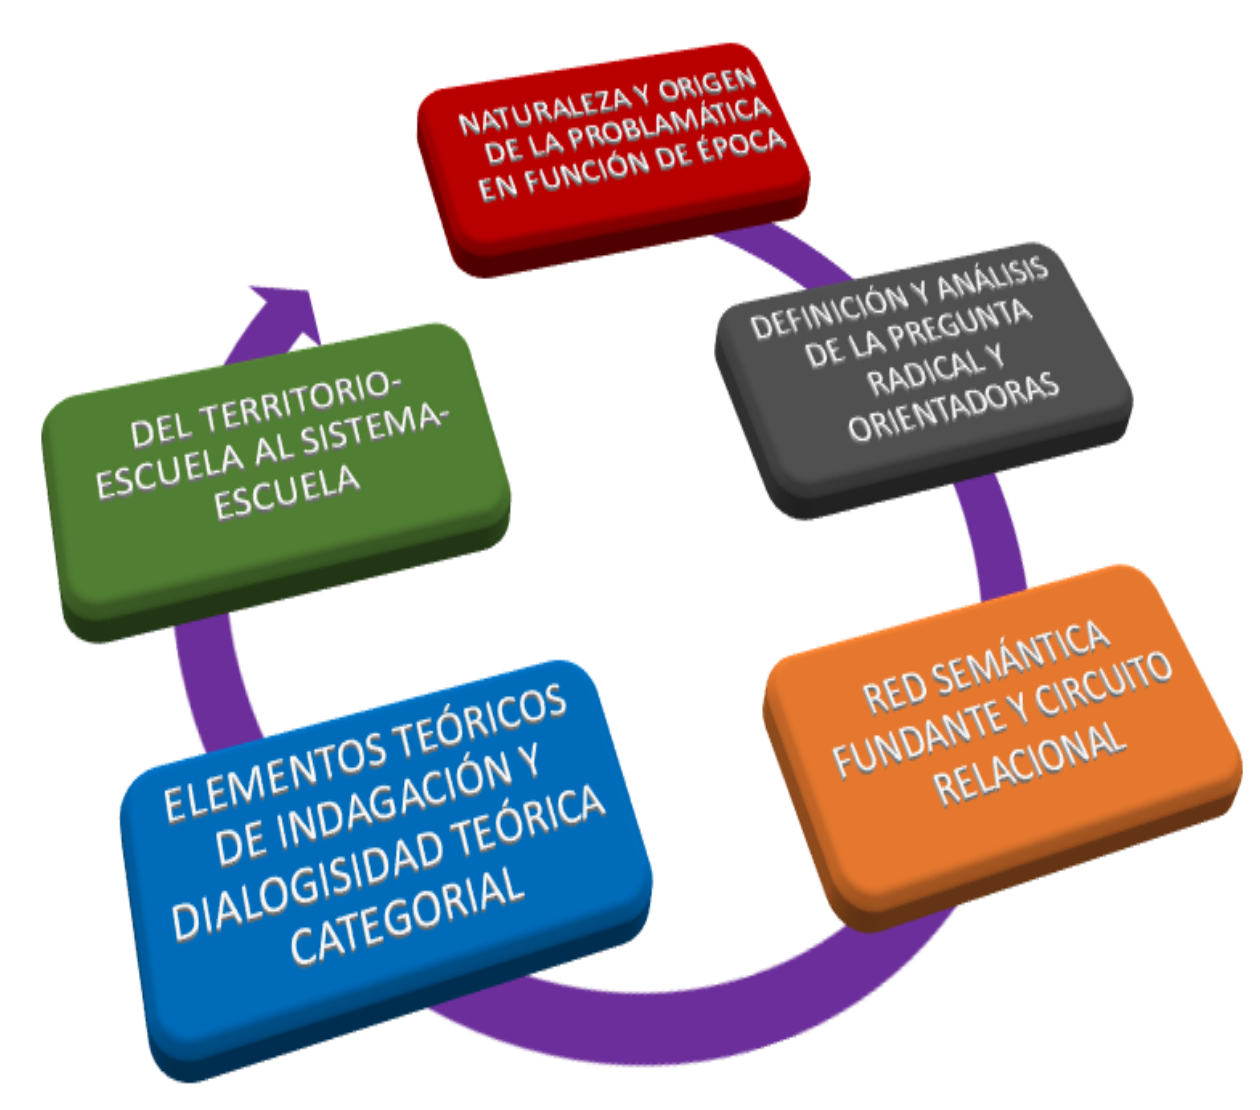 NATURALEZA Y ORIGEN
DE LA PROBLAMÁTICA
EN FUNCIÓN DE ÉPOCA
DEFINICIÓN Y ANÁLISIS
DE LA PREGUNTA
RADICAL Y
ORIENTADORAS
RED SEMÁNTICA
FUNDANTE Y CIRCUITO
RELACIONAL
ELEMENTOS TEÓRICOS
DE INDAGACIÓN Y
DIALOGISIDAD TEÓRICA
CATEGORIAL
DEL TERRITORIO-
ESCUELA AL SISTEMA-
ESCUELA